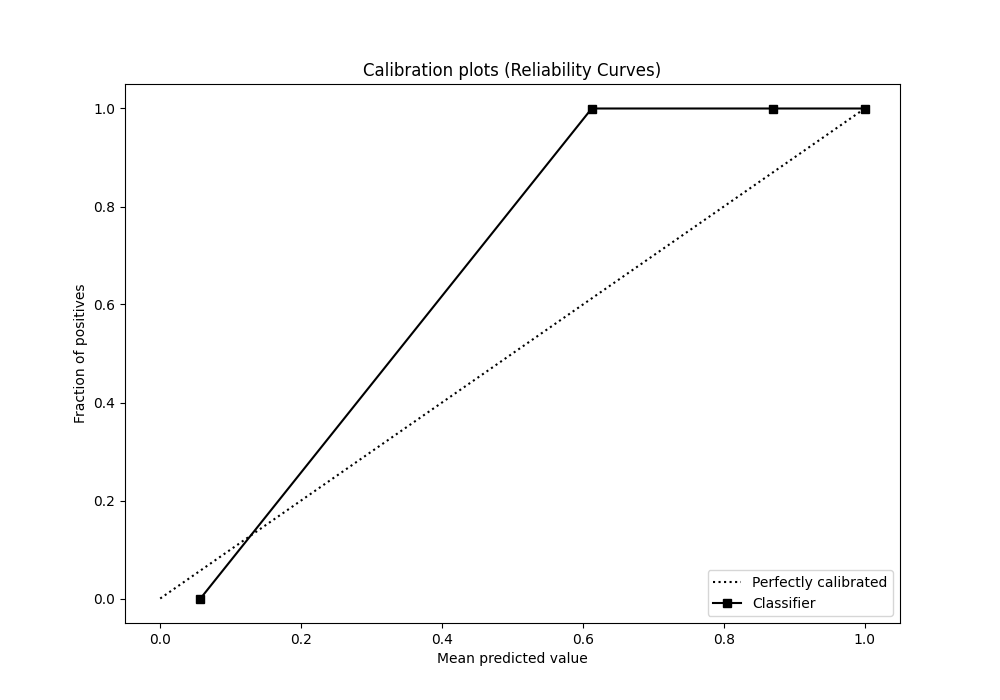 Calibration plots (Reliability Curves)
1.0
0.8
0.6
0.4
0.2
0.0
Fraction of positives
0.0 0.2 0.4 0.6 0.8 1.0
Mean predicted value
Perfectly calibrated
Classifier